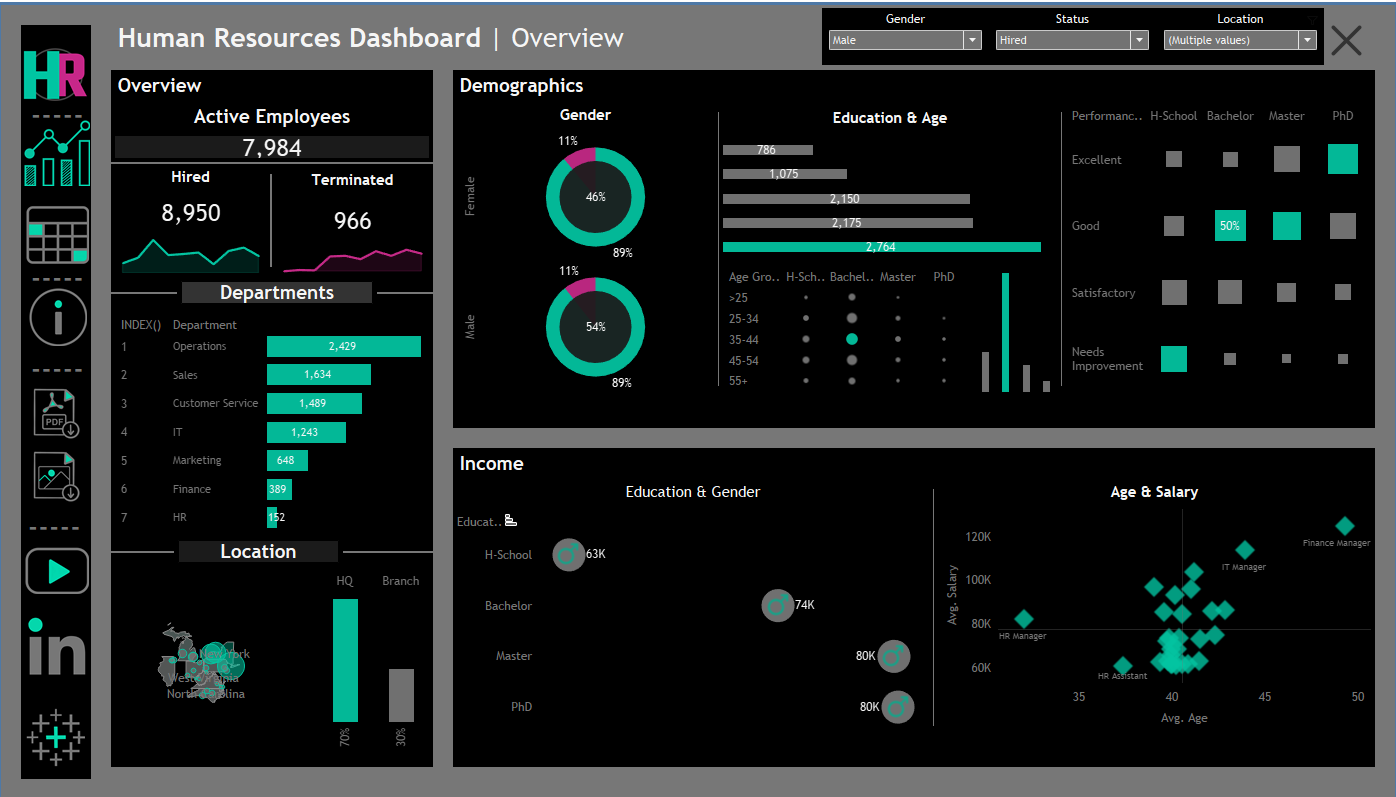 Human Resources Dashboard | Overview
Gender
Status
Location
Male
Hired
(Multiple values)
HR
PDF
in
Overview
Active Employees
7,984
Hired
Terminated
8,950
966
Departments
INDEX() Department
1 Operations 2,429
2 Sales 1,634
3 Customer Service 1,489
4 IT 1,243
5 Marketing 648
6 Finance 389
7 HR 152
Location
HQ Branch
New York
West Virginia
North Carolina
70% 30%
Demographics
Gender
Female
11%
46%
89%
Male
11%
54%
89%
Education & Age
786
1,075
2,150
2,175
2,764
Age Gro.. H-Sch.. Bachel.. Master PhD
>25
25-34
35-44
45-54
55+
Performanc.. H-School Bachelor Master PhD
Excellent
Good 50%
Satisfactory
Needs
Improvement
Income
Education & Gender
Educat..
H-School 63K
Bachelor 74K
Master 80K
PhD 80K
Age & Salary
Avg. Salary
120K
100K
80K
60K
Finance Manager
IT Manager
HR Manager
HR Assistant
35 40 45 50
Avg. Age